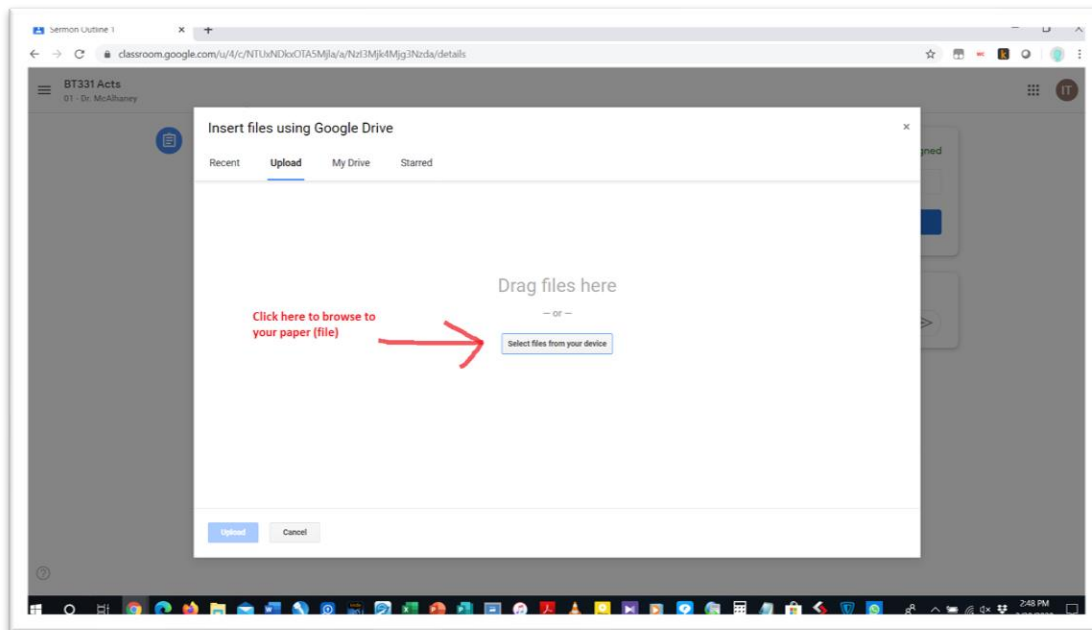 Sermon Outline 1
classroom.google.com/u/4/c/NTUxNDkxOTA5Mjla/a/NzI3Mjk4Mjg3Nzda/details
BT331 Acts
01 - Dr. McAlhaney
IT
Insert files using Google Drive
gned
Recent Upload My Drive Starred
Drag files here
— or —
Click here to browse to
your paper (file)
Select files from your device
Upload Cancel
2:48 PM